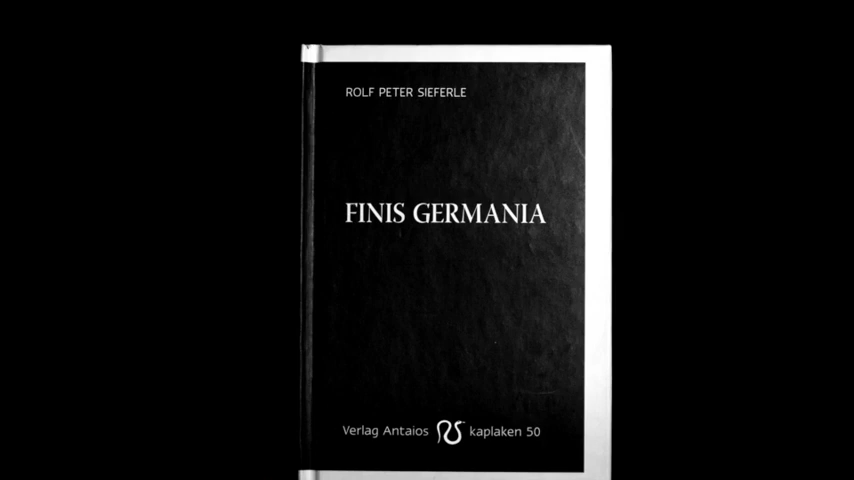 ROLF PETER SIEFERLE
FINIS GERMANIA
Verlag Antaios kaplaken 50